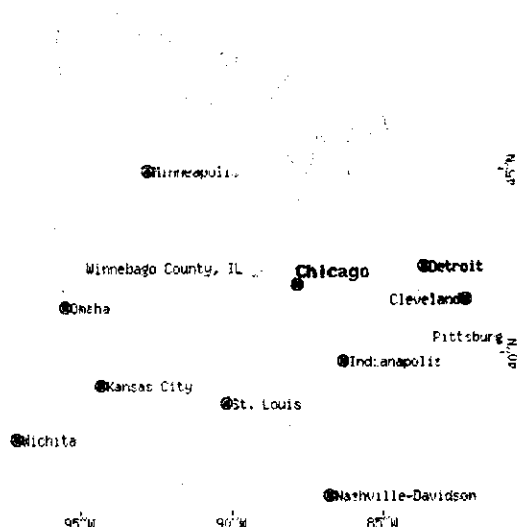 Minneapolis
45°N
Winnebago County, IL
Chicago
Detroit
Cleveland
Omaha
Pittsburg
40°N
Indianapolis
Kansas City
St. Louis
Wichita
Nashville-Davidson
95°W
90°W
85°W